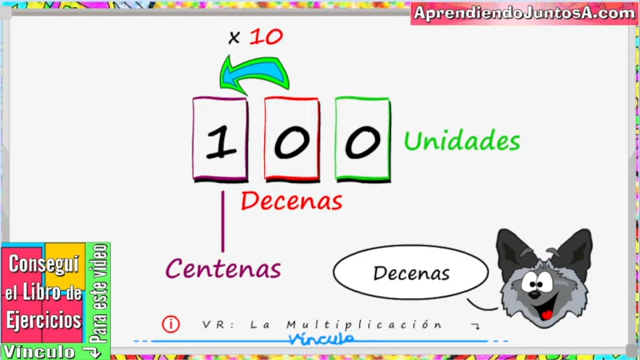 AprendiendoJuntosA.com
x 10
1 0 0
Unidades
Decenas
Centenas
Decenas
Conseguí
el Libro de
Ejercicios
Vínculo
Para este video
VR: La Multiplicación
Vínculo